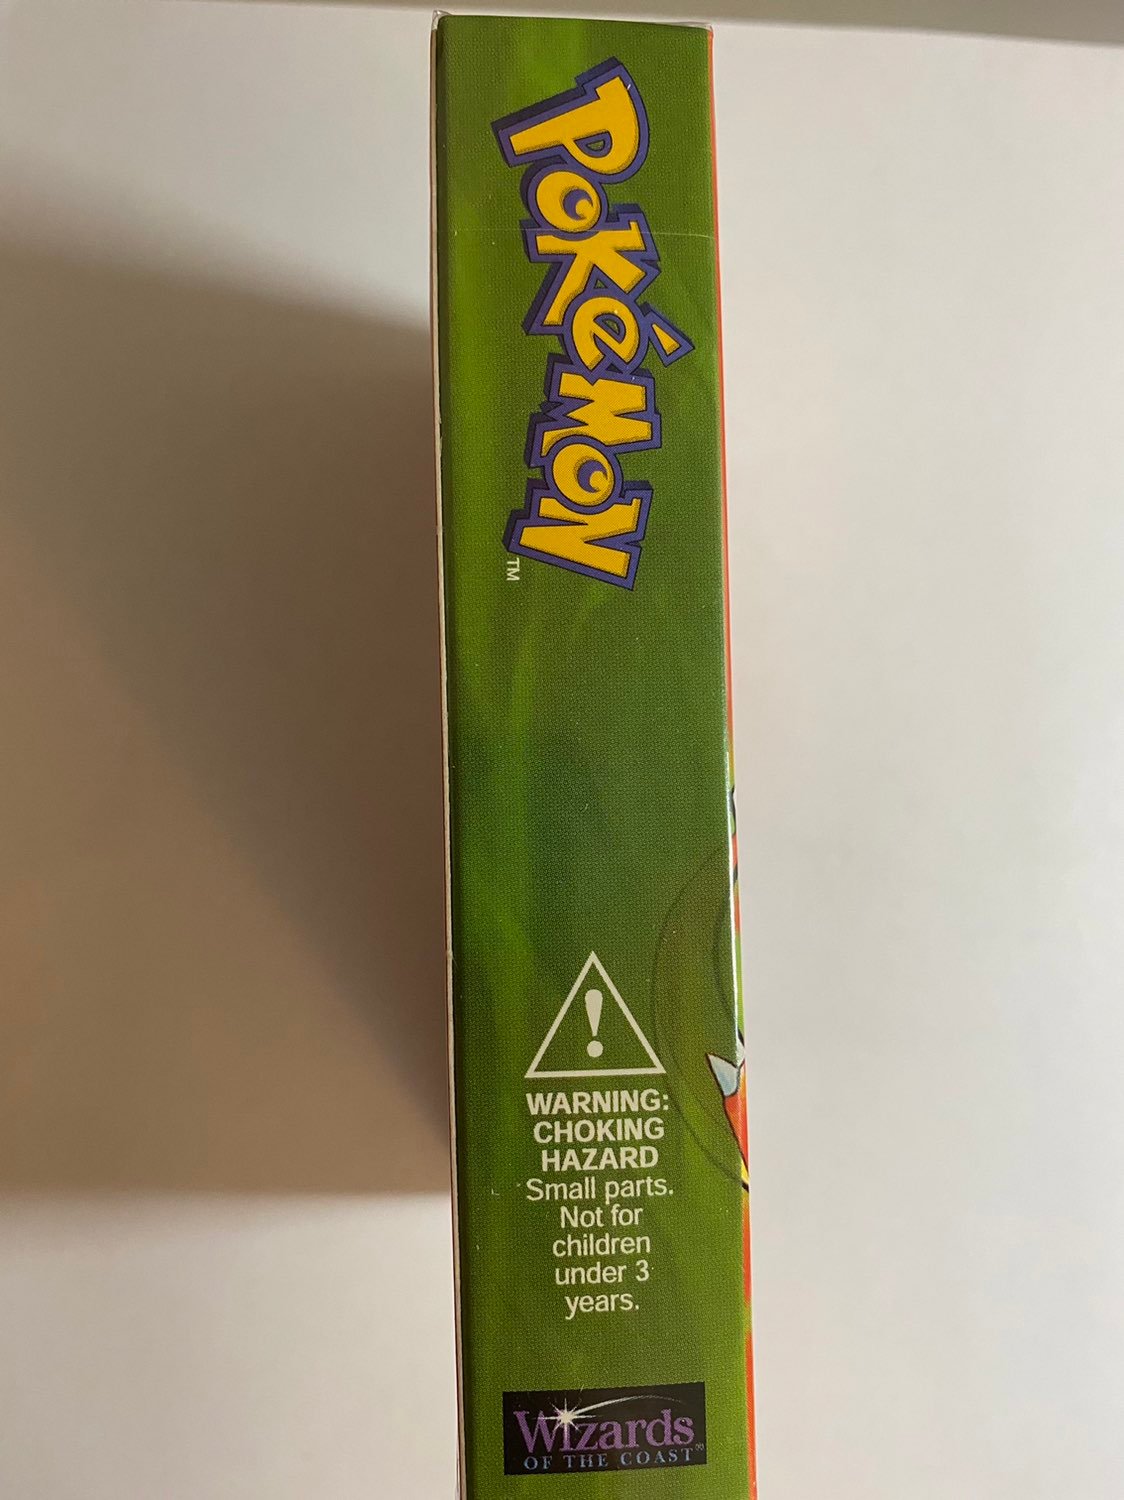 POKéMON
TM
WARNING:
CHOKING
HAZARD
Small parts.
Not for
children
under 3
years.
Wizards
OF THE COAST